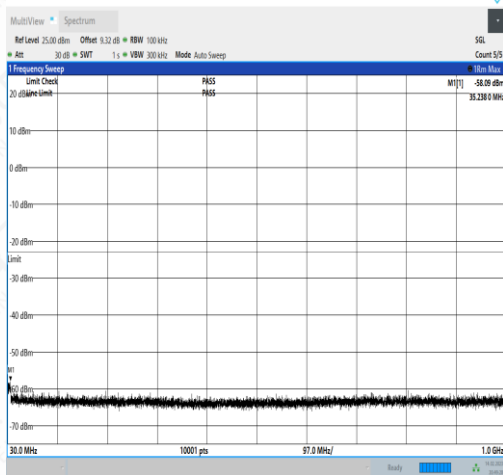 MultiView Spectrum
Ref Level 25.00 dBm Offset 9.32 dB RBW 100 kHz SGL
Att 30 dB SWT 1 s VBW 300 kHz Mode Auto Sweep Count 5/5
1 Frequency Sweep 1Rm Max
Limit Check PASS M1[1] -58.09 dBm
20 dBm Line Limit PASS 35.238 0 MHz
10 dBm
0 dBm
-10 dBm
-20 dBm
Limit
-30 dBm
-40 dBm
-50 dBm
M1
-60 dBm
-70 dBm
30.0 MHz 10001 pts 97.0 MHz/ 1.0 GHz
Ready